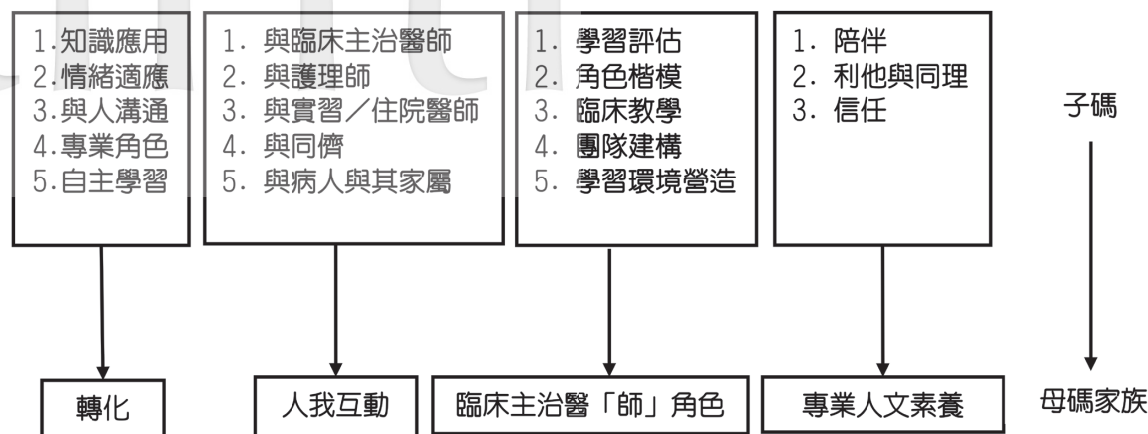 1.知識應用
2.情緒適應
3.與人溝通
4.專業角色
5.自主學習
1. 與臨床主治醫師
2. 與護理師
3. 與實習／住院醫師
4. 與同儕
5. 與病人與其家屬
1. 學習評估
2. 角色楷模
3. 臨床教學
4. 團隊建構
5. 學習環境營造
1. 陪伴
2. 利他與同理
3. 信任
子碼
轉化
人我互動
臨床主治醫「師」角色
專業人文素養
母碼家族